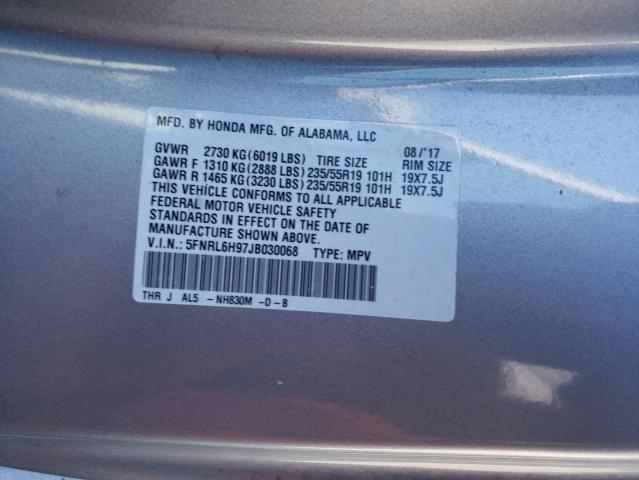 MFD. BY HONDA MFG. OF ALABAMA, LLC
08/'17
GVWR 2730 KG(6019 LBS) TIRE SIZE RIM SIZE
GAWR F 1310 KG(2888 LBS) 235/55R19 101H 19X7.5J
GAWR R 1465 KG(3230 LBS) 235/55R19 101H 19X7.5J
THIS VEHICLE CONFORMS TO ALL APPLICABLE
FEDERAL MOTOR VEHICLE SAFETY
STANDARDS IN EFFECT ON THE DATE OF
MANUFACTURE SHOWN ABOVE.
V.I.N.: 5FNRL6H97JB030068 TYPE: MPV
THR J AL5 -NH830M -D-B